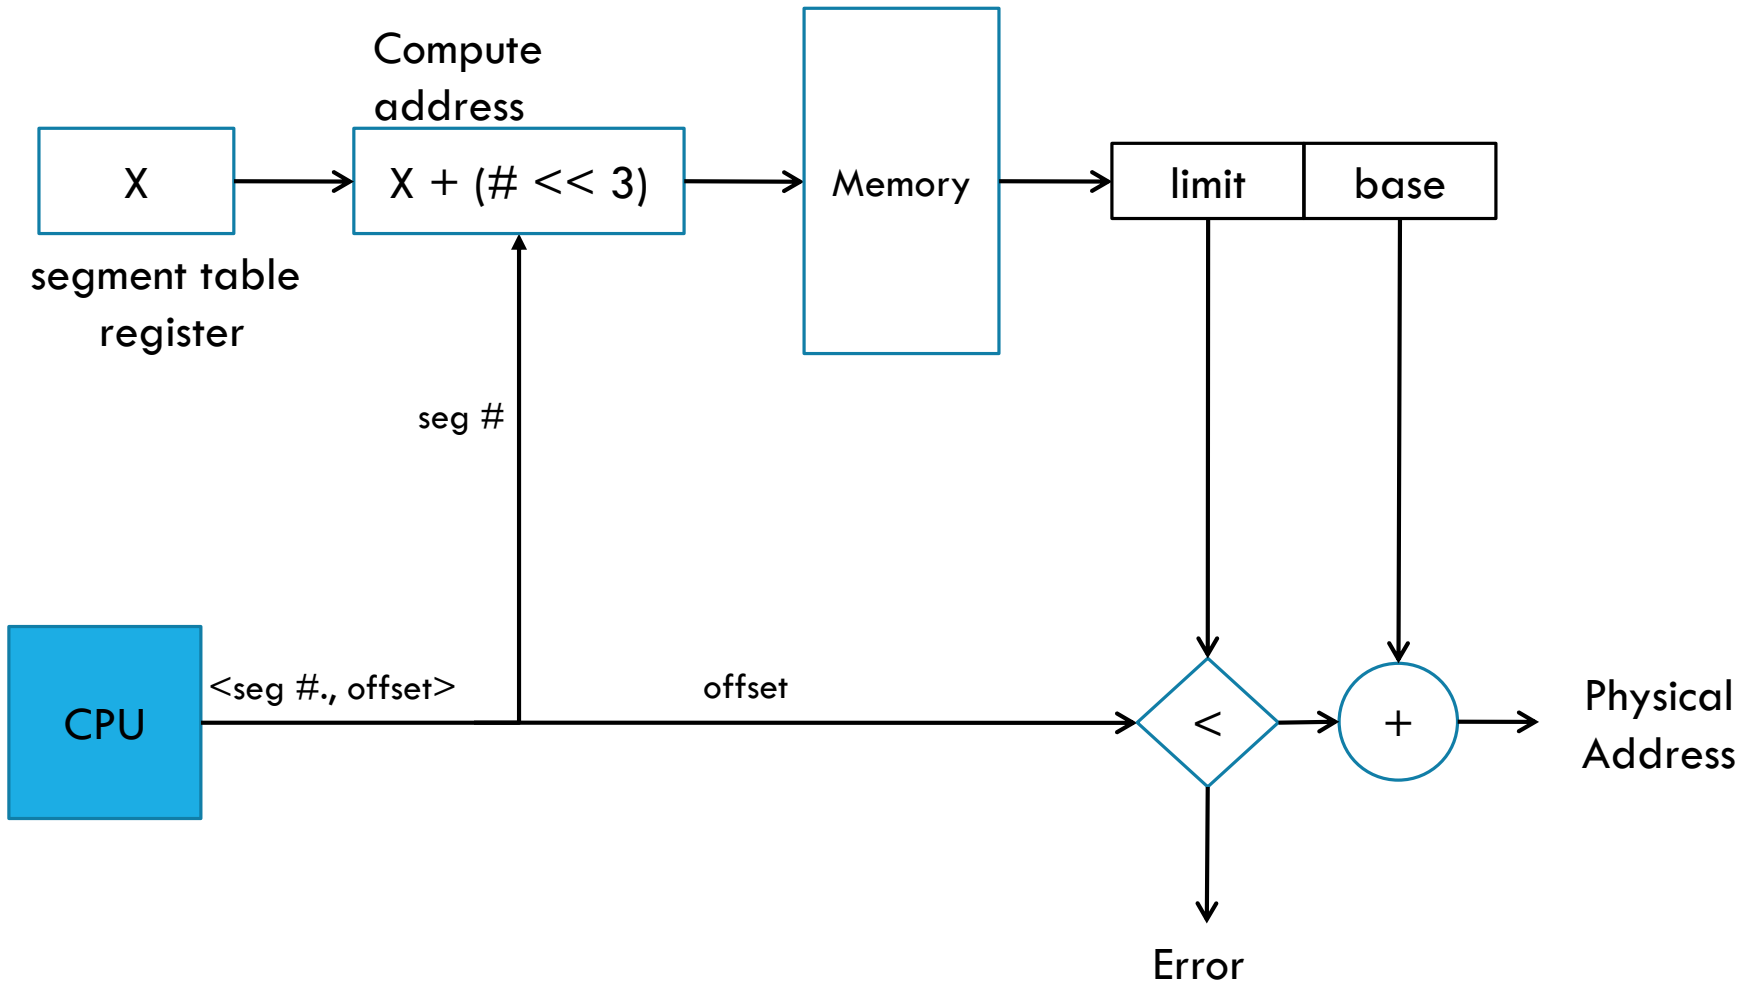 Compute
address
X
X + (# << 3)
Memory
limit
base
segment table
register
seg #
CPU
<seg #., offset>
offset
<
+
Physical
Address
Error